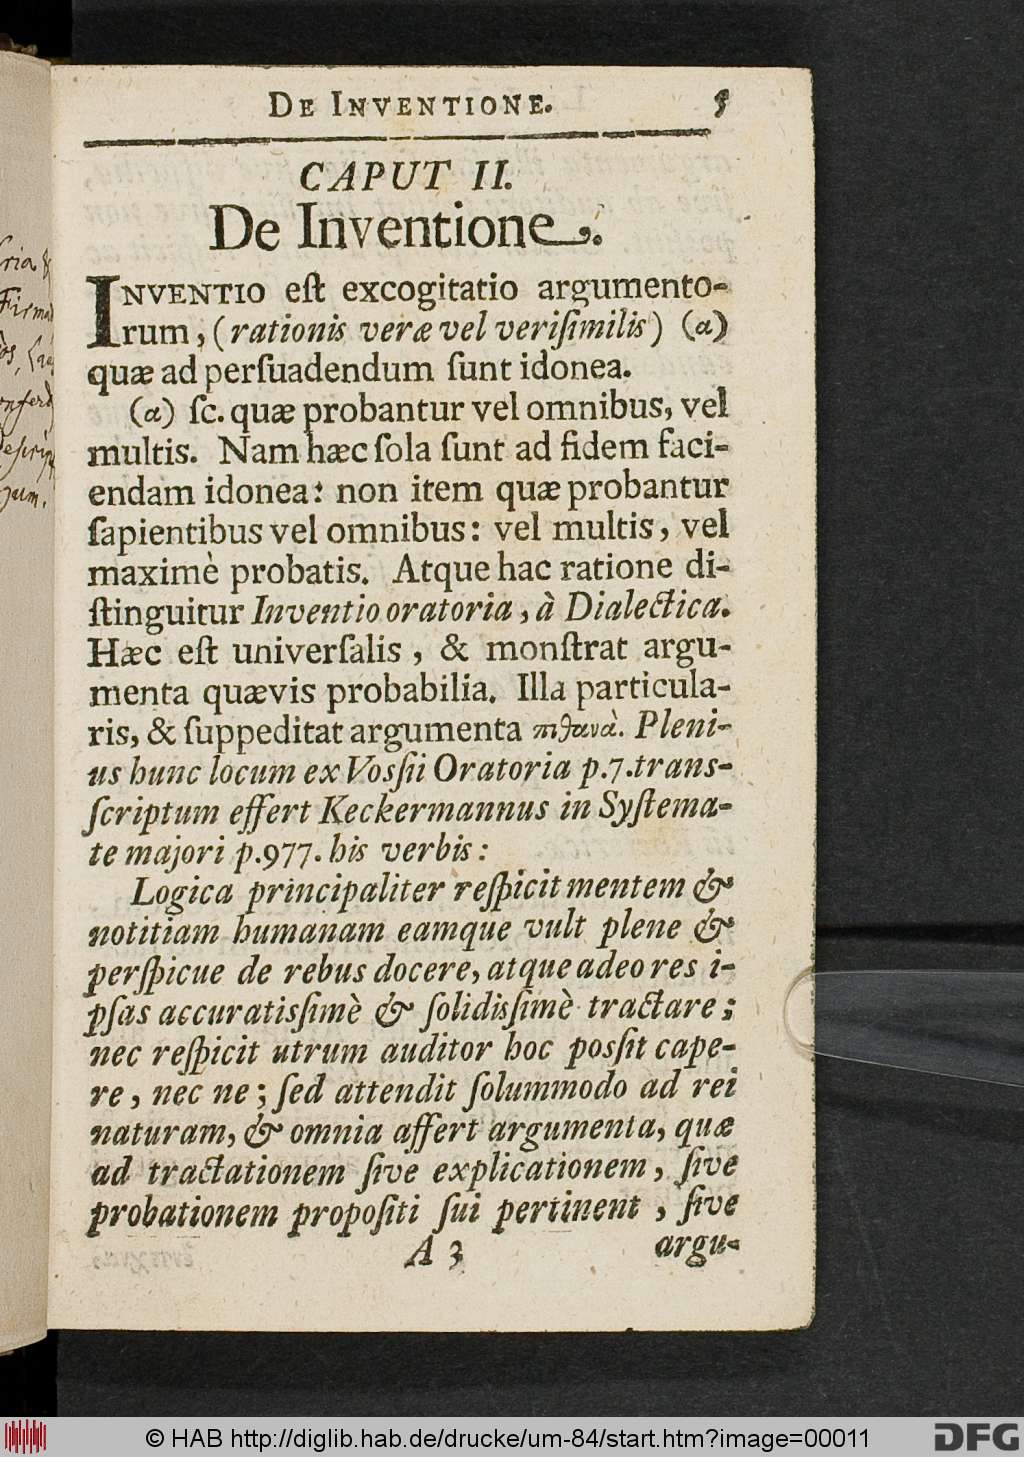 De Inventione. 5
CAPUT II.
De Inventione.
Inventio eſt excogitatio argumento-
rum, (rationis veræ vel veriſimilis) (α)
quæ ad perſuadendum ſunt idonea.
(α) ſc. quæ probantur vel omnibus, vel
multis. Nam hæc ſola ſunt ad fidem faci-
endam idonea: non item quæ probantur
ſapientibus vel omnibus: vel multis, vel
maximè probatis. Atque hac ratione di-
ſtinguitur Inventio oratoria, à Dialectica.
Hæc eſt univerſalis, & monſtrat argu-
menta quævis probabilia. Illa particula-
ris, & ſuppeditat argumenta πιθανὰ. Pleni-
us hunc locum ex Voſſii Oratoria p.7. trans-
ſcriptum effert Keckermannus in Syſtema-
te majori p.977. his verbis:
Logica principaliter reſpicit mentem &
notitiam humanam eamque vult plene &
perſpicue de rebus docere, atque adeo res i-
pſas accuratisſimè & ſolidisſimè tractare;
nec reſpicit utrum auditor hoc posſit cape-
re, nec ne; ſed attendit ſolummodo ad rei
naturam, & omnia affert argumenta, quæ
ad tractationem ſive explicationem, ſive
probationem propoſiti ſui pertinent, ſive
A 3 argu-
© HAB http://diglib.hab.de/drucke/um-84/start.htm?image=00011
DFG